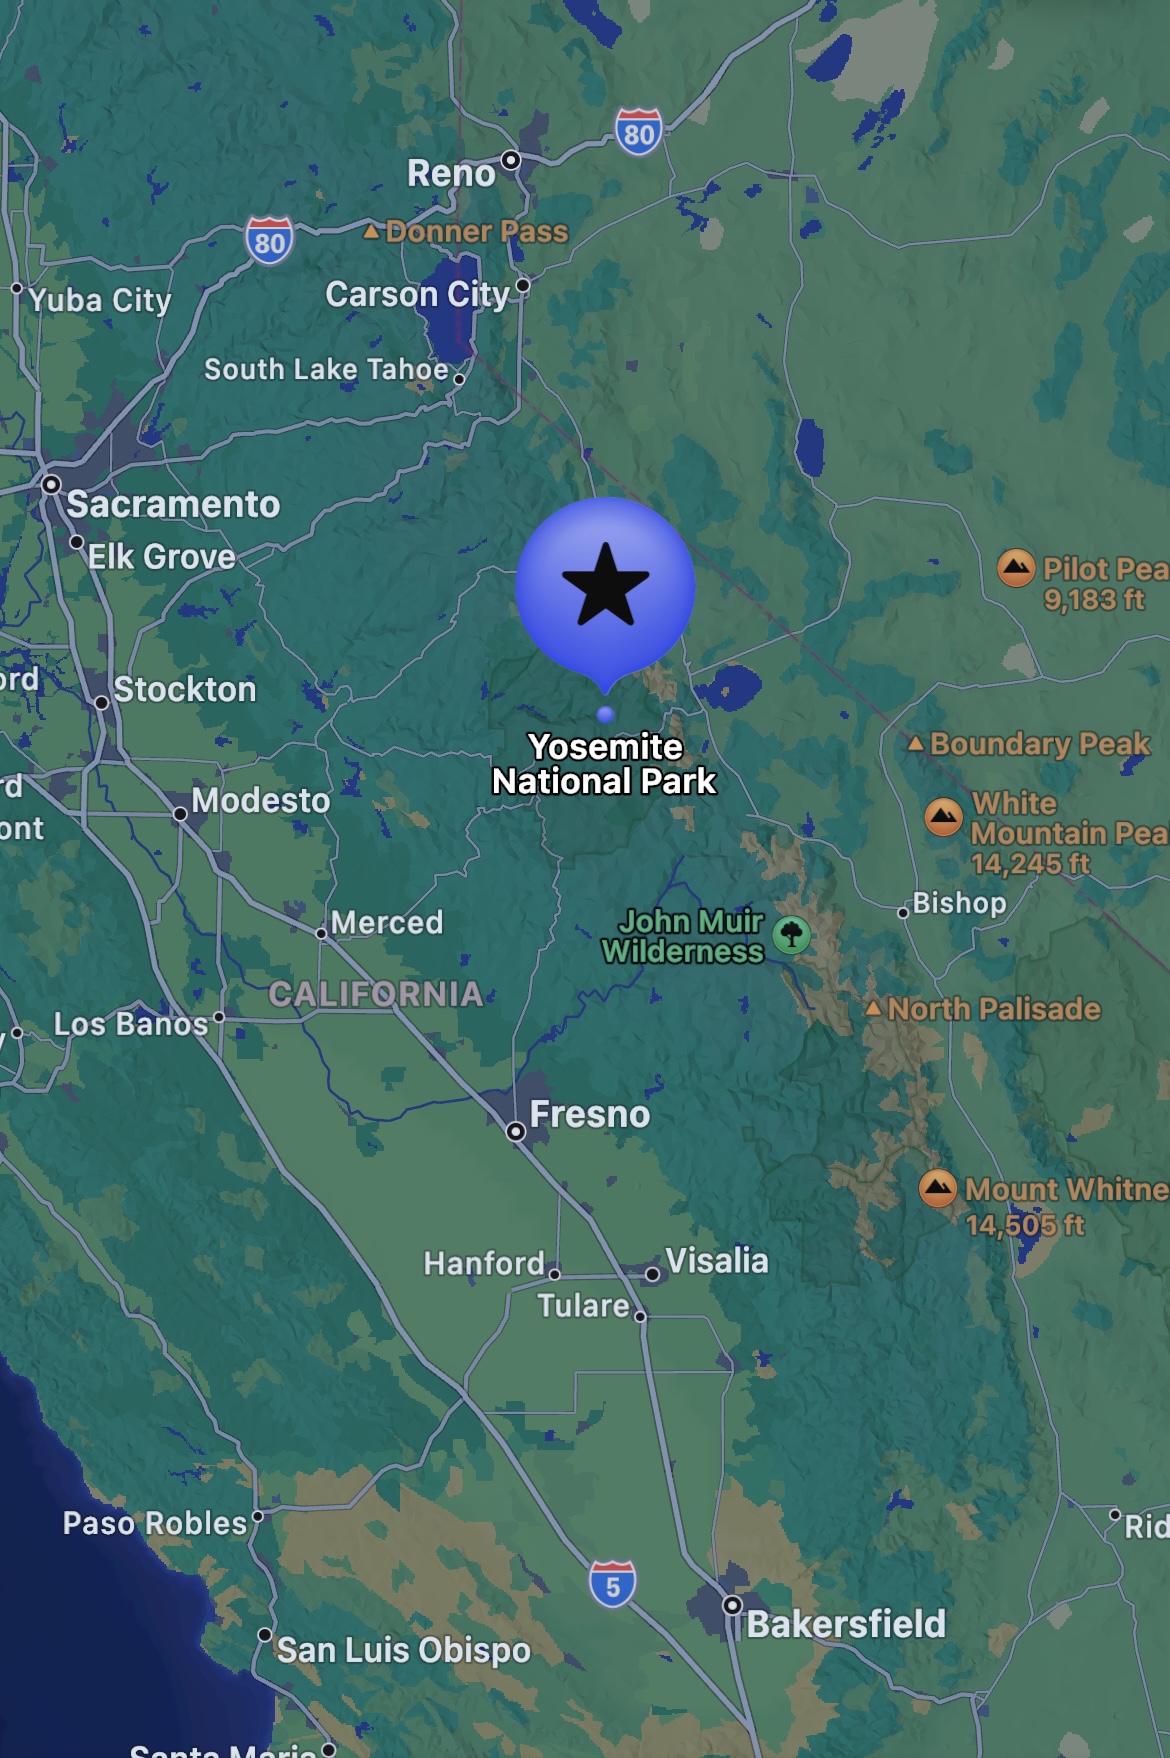 80
Reno
80
Donner Pass
Yuba City
Carson City
South Lake Tahoe
Sacramento
Elk Grove
Pilot Pea
9,183 ft
ord
Stockton
Yosemite
National Park
Boundary Peak
rd
Modesto
White
Mountain Pea
14,245 ft
ont
Bishop
Merced
John Muir
Wilderness
CALIFORNIA
North Palisade
Los Banos
y
Fresno
Mount Whitne
14,505 ft
Hanford
Visalia
Tulare
Paso Robles
Rid
5
Bakersfield
San Luis Obispo
Santa Maria